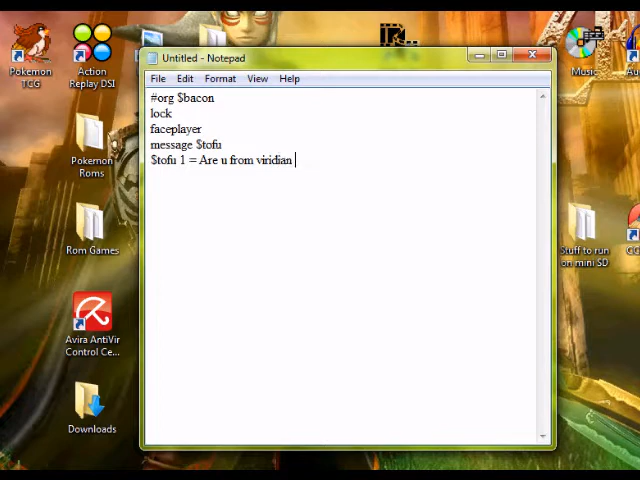 Untitled - Notepad
File Edit Format View Help
#org $bacon
lock
faceplayer
message $tofu
$tofu 1 = Are u from viridian
Pokemon
TCG
Action
Replay DSI
Pokemon
Roms
Rom Games
Avira AntiVir
Control Ce...
Downloads
Music
Stuff to run
on mini SD